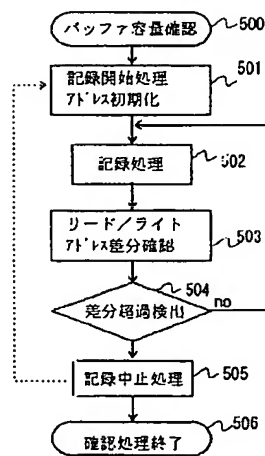 バッファ容量確認
500
記録開始処理
アドレス初期化
501
記録処理
502
リード/ライト
アドレス差分確認
503
504
差分超過検出
no
記録中止処理
505
確認処理終了
506